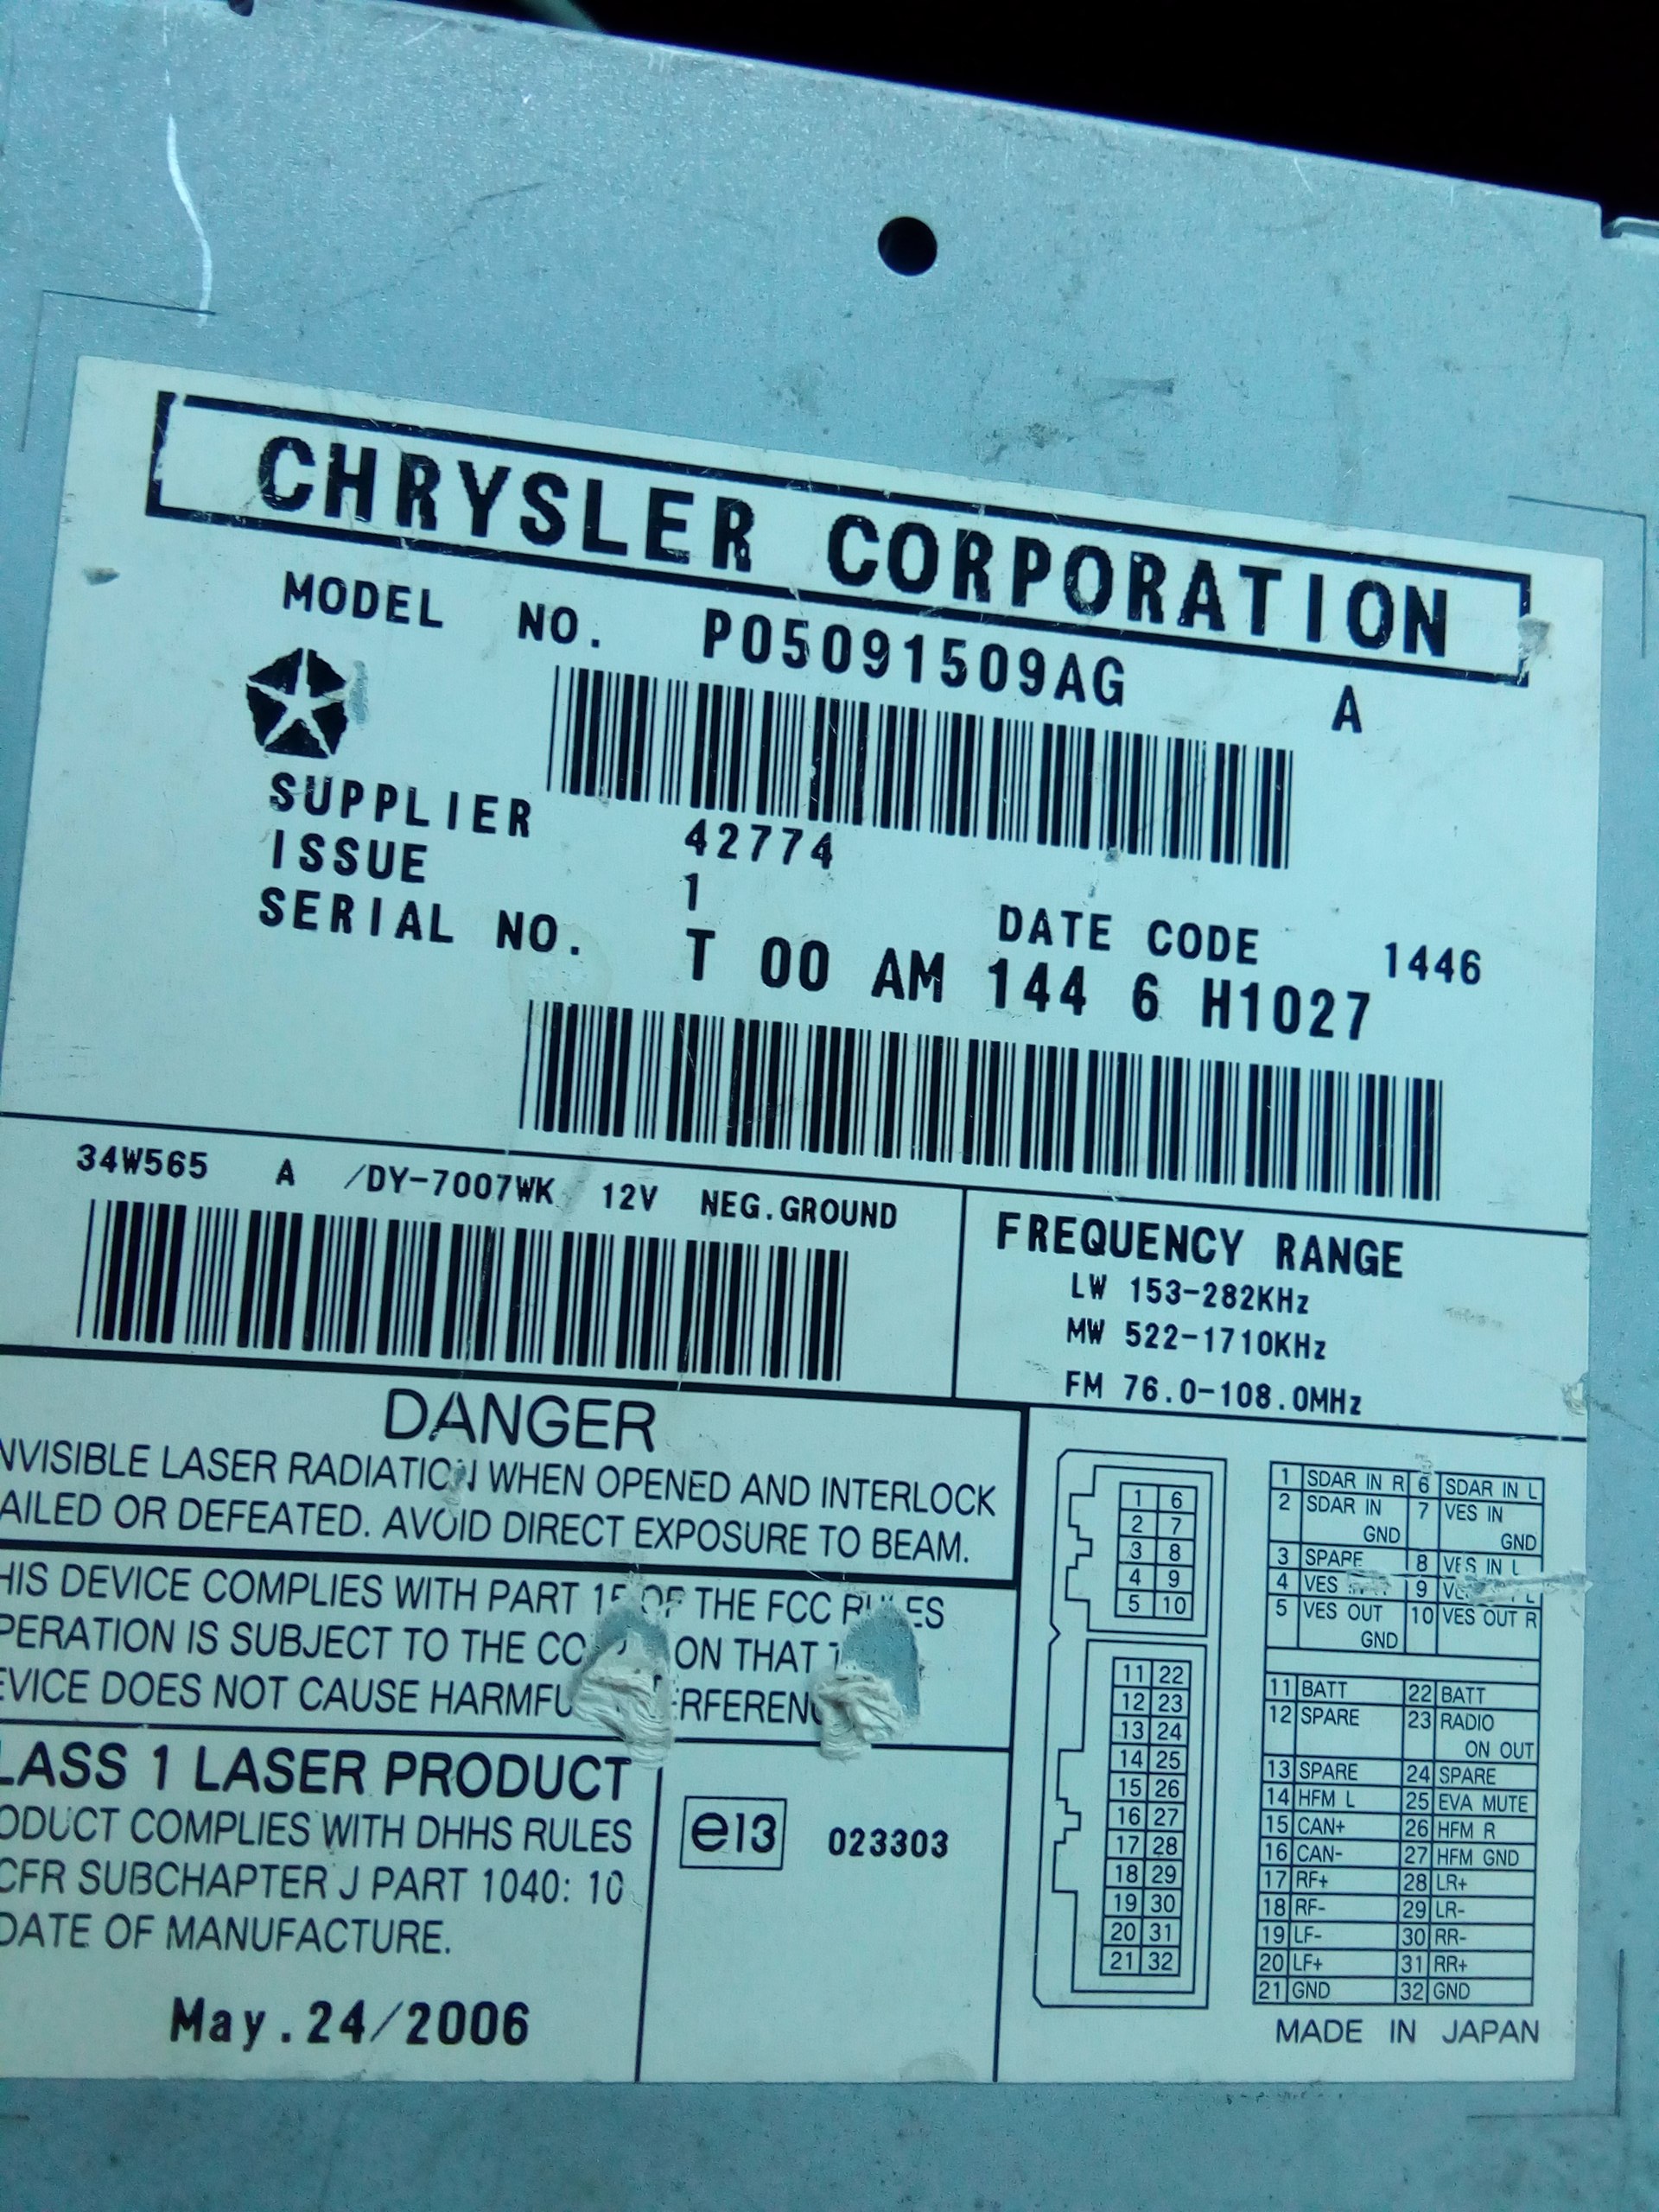 CHRYSLER CORPORATION
MODEL NO. P05091509AG A
SUPPLIER 42774
ISSUE 1 DATE CODE 1446
SERIAL NO. T 00 AM 144 6 H1027
34W565 A /DY-7007WK 12V NEG.GROUND
FREQUENCY RANGE
LW 153-282KHz
MW 522-1710KHz
FM 76.0-108.0MHz
DANGER
NVISIBLE LASER RADIATION WHEN OPENED AND INTERLOCK
AILED OR DEFEATED. AVOID DIRECT EXPOSURE TO BEAM.
HIS DEVICE COMPLIES WITH PART 15 OF THE FCC RULES
PERATION IS SUBJECT TO THE CO ON THAT
EVICE DOES NOT CAUSE HARMFU RFEREN
LASS 1 LASER PRODUCT
ODUCT COMPLIES WITH DHHS RULES
CFR SUBCHAPTER J PART 1040: 10
DATE OF MANUFACTURE.
May.24/2006
e13 023303
1 6
2 7
3 8
4 9
5 10
11 22
12 23
13 24
14 25
15 26
16 27
17 28
18 29
19 30
20 31
21 32
1 SDAR IN R 6 SDAR IN L
2 SDAR IN GND 7 VES IN GND
3 SPARE 8 VES IN L
4 VES 9
5 VES OUT GND 10 VES OUT R
11 BATT 22 BATT
12 SPARE 23 RADIO ON OUT
13 SPARE 24 SPARE
14 HFM L 25 EVA MUTE
15 CAN+ 26 HFM R
16 CAN- 27 HFM GND
17 RF+ 28 LR+
18 RF- 29 LR-
19 LF- 30 RR-
20 LF+ 31 RR+
21 GND 32 GND
MADE IN JAPAN